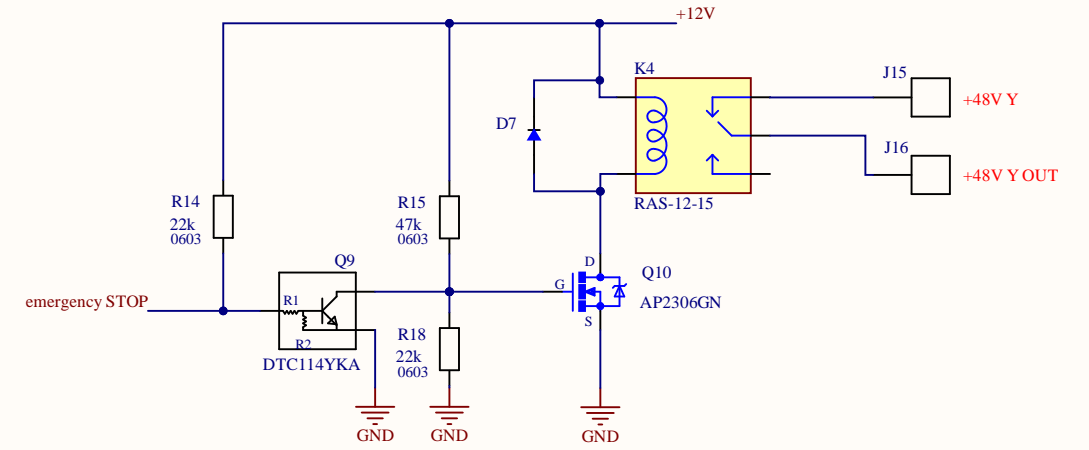 +12V
K4
J15
+48V Y
D7
J16
+48V Y OUT
R14
22k
0603
R15
47k
0603
RAS-12-15
Q9
D
Q10
G
AP2306GN
emergency STOP
R1
S
R2
R18
22k
0603
DTC114YKA
GND
GND
GND